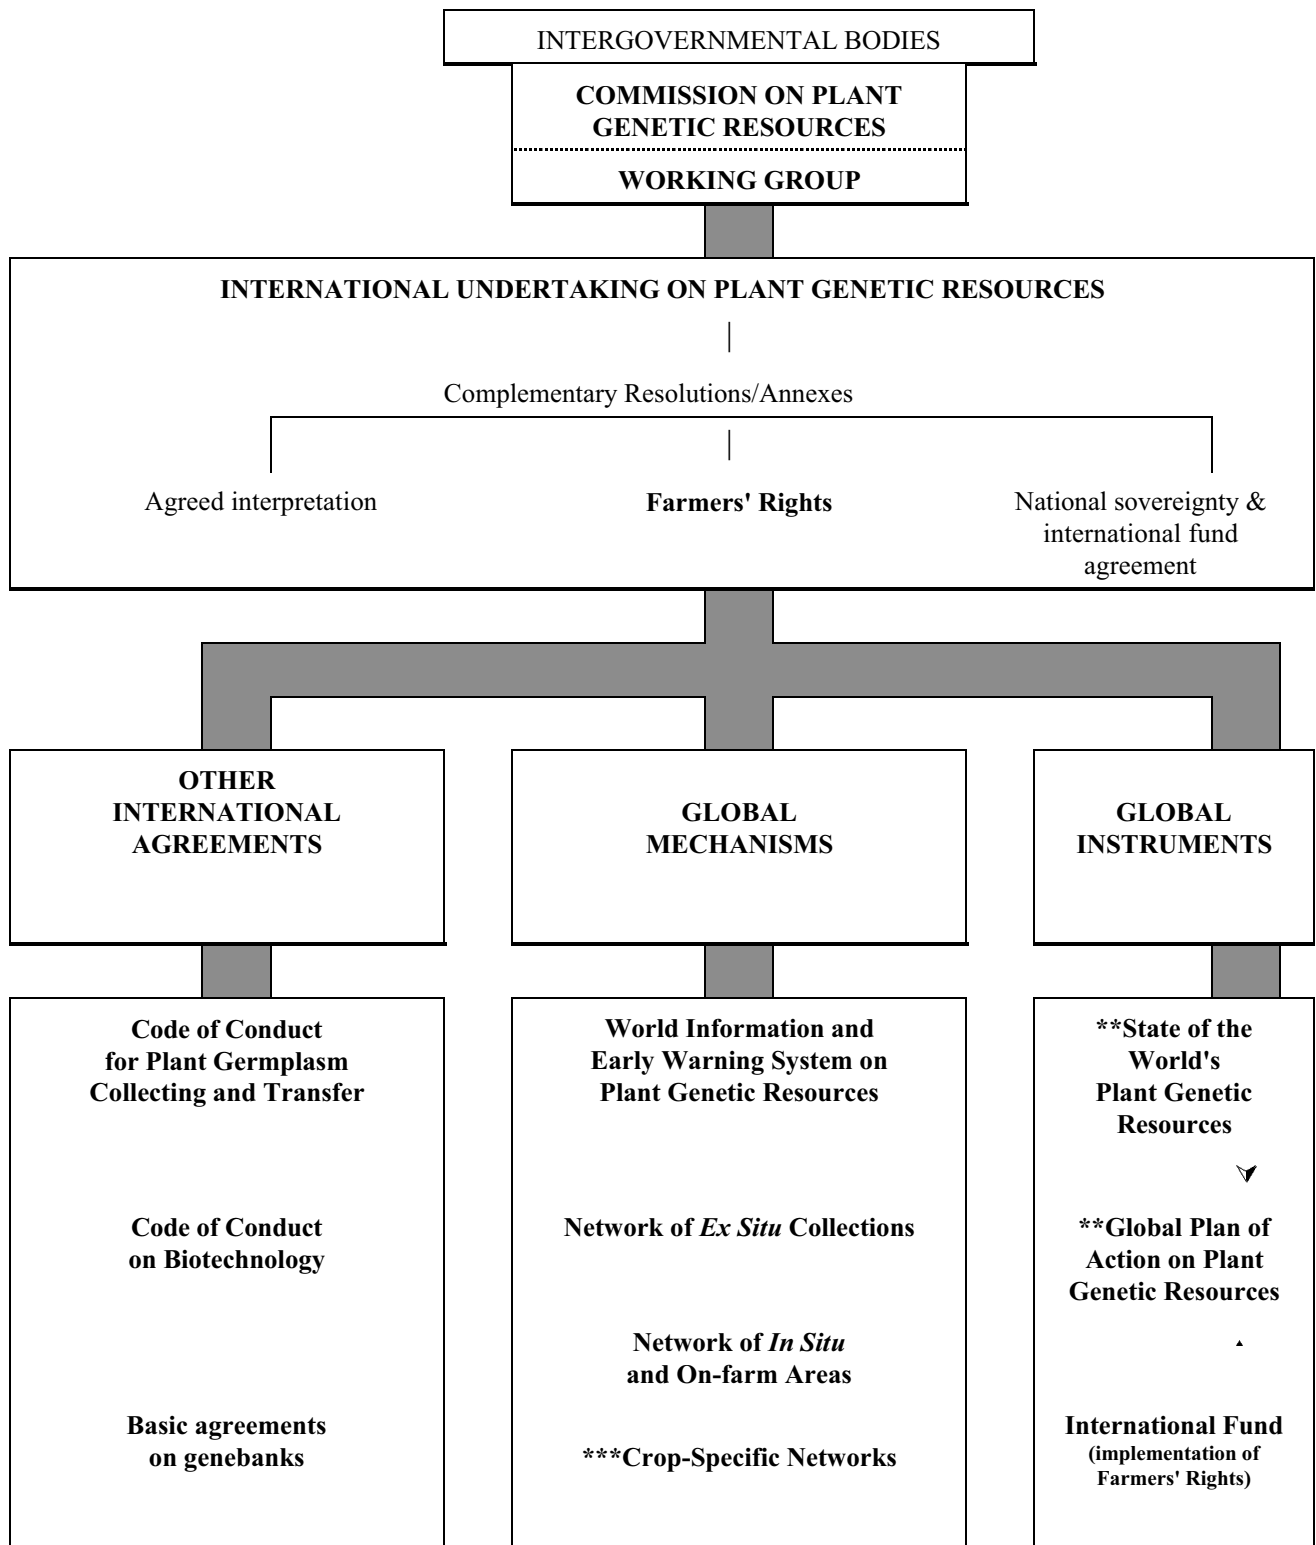 INTERGOVERNMENTAL BODIES
COMMISSION ON PLANT
GENETIC RESOURCES
WORKING GROUP
INTERNATIONAL UNDERTAKING ON PLANT GENETIC RESOURCES
Complementary Resolutions/Annexes
Agreed interpretation
Farmers' Rights
National sovereignty &
international fund
agreement
OTHER
INTERNATIONAL
AGREEMENTS
GLOBAL
MECHANISMS
GLOBAL
INSTRUMENTS
Code of Conduct
for Plant Germplasm
Collecting and Transfer
Code of Conduct
on Biotechnology
Basic agreements
on genebanks
World Information and
Early Warning System on
Plant Genetic Resources
Network of Ex Situ Collections
Network of In Situ
and On-farm Areas
***Crop-Specific Networks
**State of the
World's
Plant Genetic
Resources
**Global Plan of
Action on Plant
Genetic Resources
International Fund
(implementation of
Farmers' Rights)